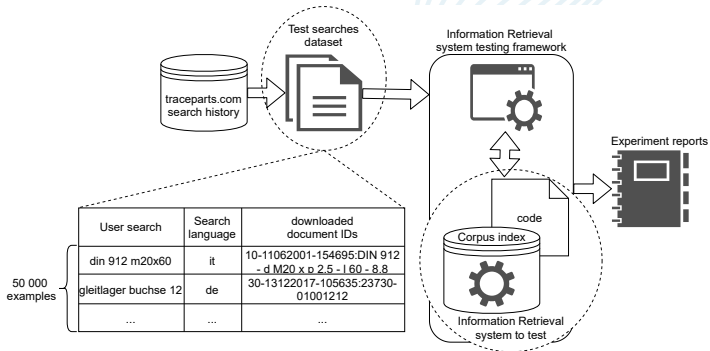 Test searches
dataset
Information Retrieval
system testing framework
traceparts.com
search history
Experiment reports
code
Corpus index
Information Retrieval
system to test
User search
Search
language
downloaded
document IDs
din 912 m20x60
it
10-11062001-154695:DIN 912
- d M20 x p 2.5 - l 60 - 8.8
50 000
examples
gleitlager buchse 12
de
30-13122017-105635:23730-
01001212
...
...
...